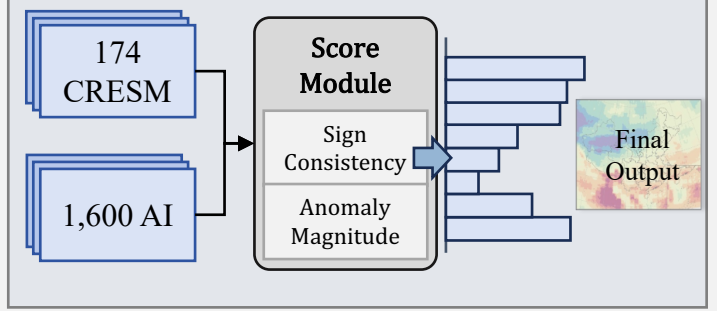 174
CRESM
1,600 AI
Score
Module
Sign
Consistency
Anomaly
Magnitude
Final
Output